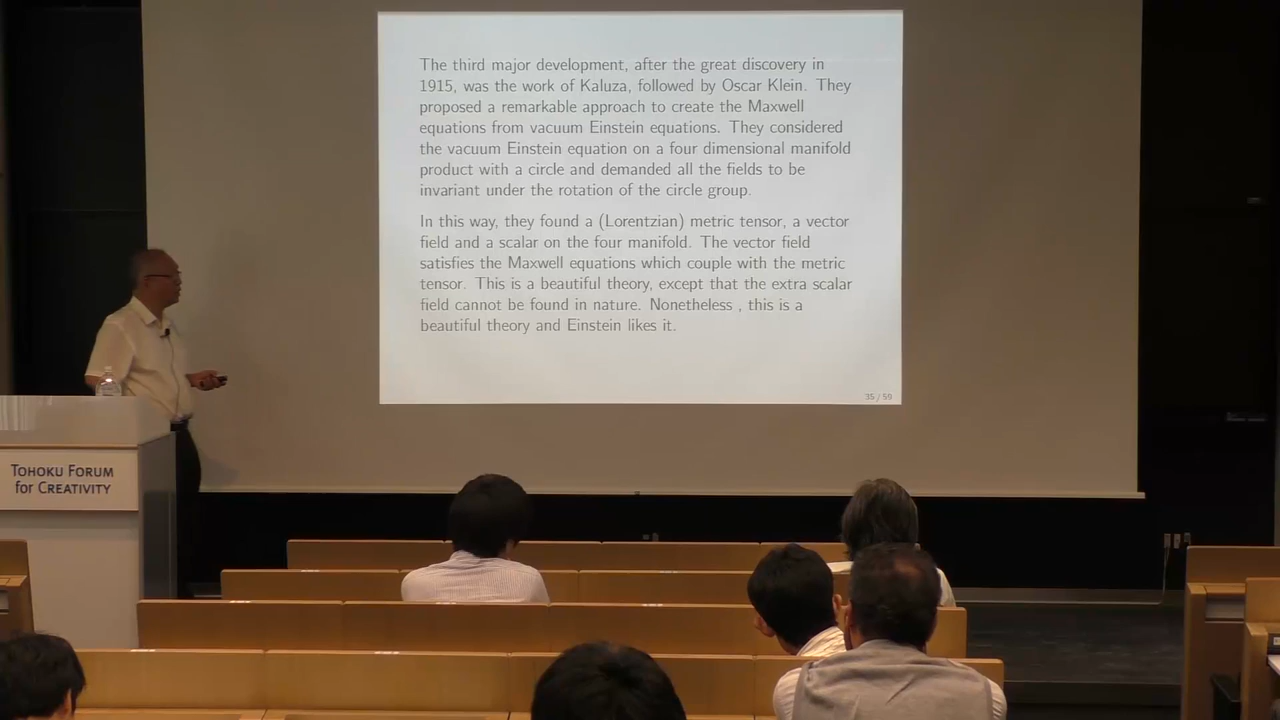 The third major development, after the great discovery in
1915, was the work of Kaluza, followed by Oscar Klein. They
proposed a remarkable approach to create the Maxwell
equations from vacuum Einstein equations. They considered
the vacuum Einstein equation on a four dimensional manifold
product with a circle and demanded all the fields to be
invariant under the rotation of the circle group.
In this way, they found a (Lorentzian) metric tensor, a vector
field and a scalar on the four manifold. The vector field
satisfies the Maxwell equations which couple with the metric
tensor. This is a beautiful theory, except that the extra scalar
field cannot be found in nature. Nonetheless , this is a
beautiful theory and Einstein likes it.
35 / 59
TOHOKU FORUM
for CREATIVITY